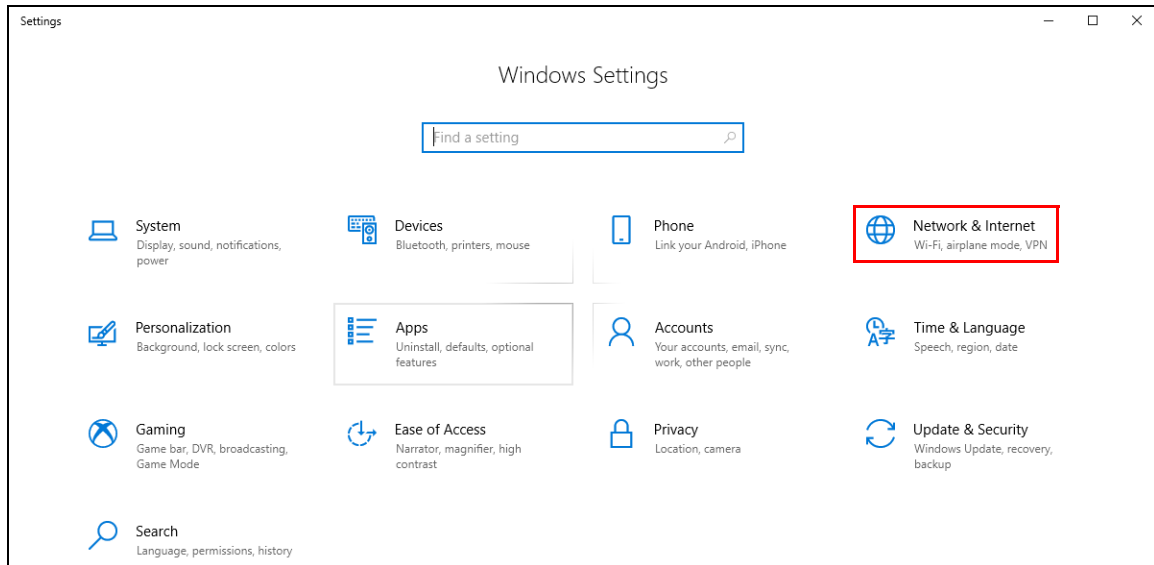 Settings
Windows Settings
Find a setting
System
Display, sound, notifications,
power
Devices
Bluetooth, printers, mouse
Phone
Link your Android, iPhone
Network & Internet
Wi-Fi, airplane mode, VPN
Personalization
Background, lock screen, colors
Apps
Uninstall, defaults, optional
features
Accounts
Your accounts, email, sync,
work, other people
Time & Language
Speech, region, date
Gaming
Game bar, DVR, broadcasting,
Game Mode
Ease of Access
Narrator, magnifier, high
contrast
Privacy
Location, camera
Update & Security
Windows Update, recovery,
backup
Search
Language, permissions, history